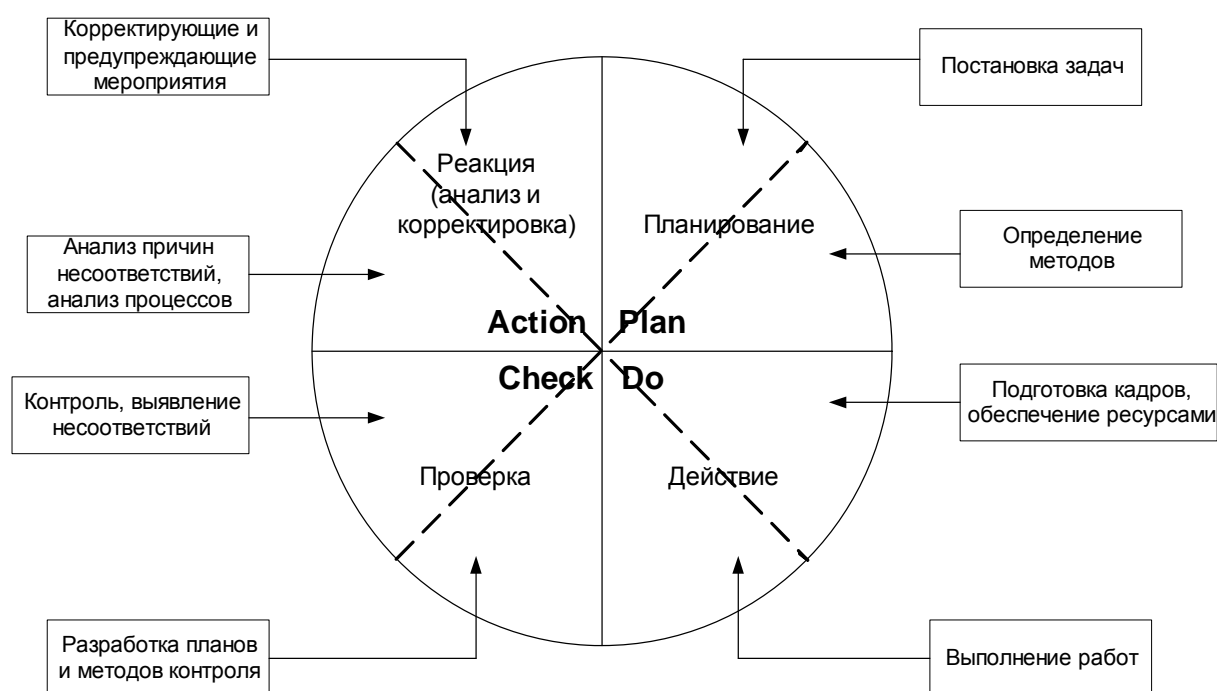 Корректирующие и
предупреждающие
мероприятия
Постановка задач
Реакция
(анализ и
корректировка)
Планирование
Анализ причин
несоответствий,
анализ процессов
Определение
методов
Action
Plan
Check
Do
Контроль, выявление
несоответствий
Подготовка кадров,
обеспечение ресурсами
Проверка
Действие
Разработка планов
и методов контроля
Выполнение работ